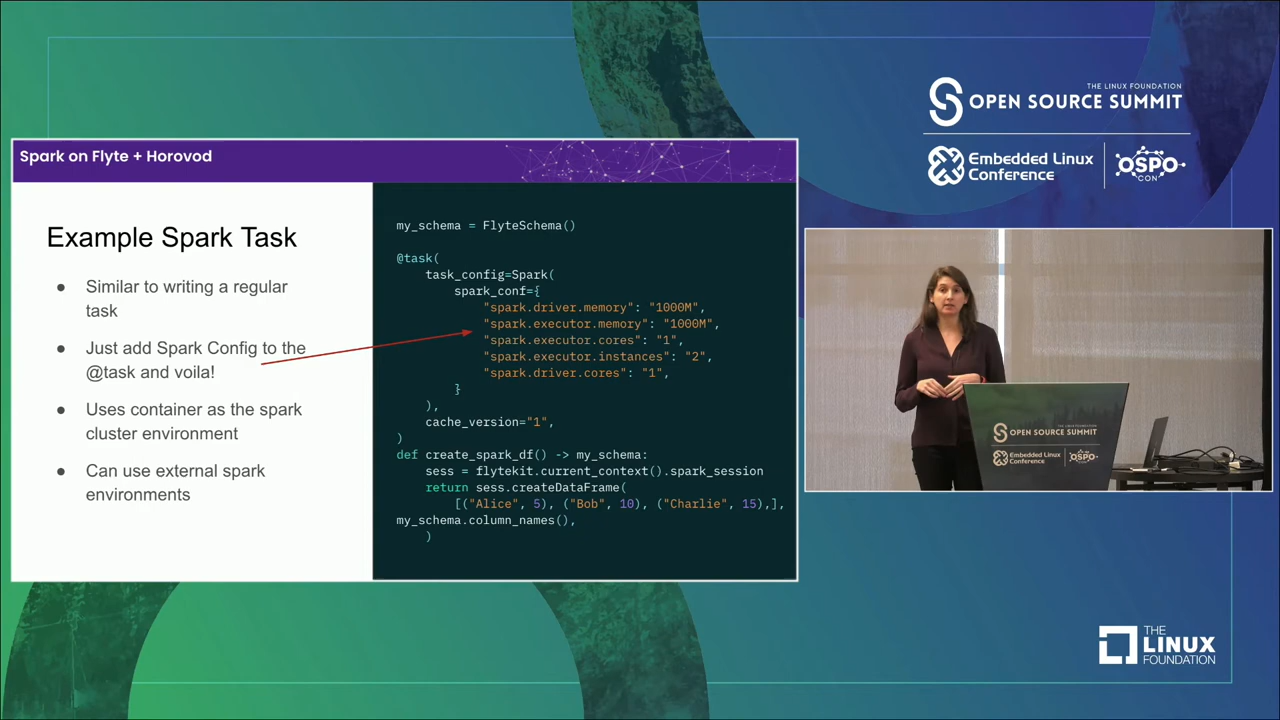 THE LINUX FOUNDATION
OPEN SOURCE SUMMIT
Embedded Linux
Conference
OSPO
CON
Spark on Flyte + Horovod
Example Spark Task
● Similar to writing a regular
task
● Just add Spark Config to the
@task and voila!
● Uses container as the spark
cluster environment
● Can use external spark
environments
my_schema = FlyteSchema()
@task(
    task_config=Spark(
        spark_conf={
            "spark.driver.memory": "1000M",
            "spark.executor.memory": "1000M",
            "spark.executor.cores": "1",
            "spark.executor.instances": "2",
            "spark.driver.cores": "1",
        }
    ),
    cache_version="1",
)
def create_spark_df() -> my_schema:
    sess = flytekit.current_context().spark_session
    return sess.createDataFrame(
        [("Alice", 5), ("Bob", 10), ("Charlie", 15),],
my_schema.column_names(),
    )
OPEN SOURCE SUMMIT
Embedded Linux
Conference
OSPO
THE
LINUX
FOUNDATION